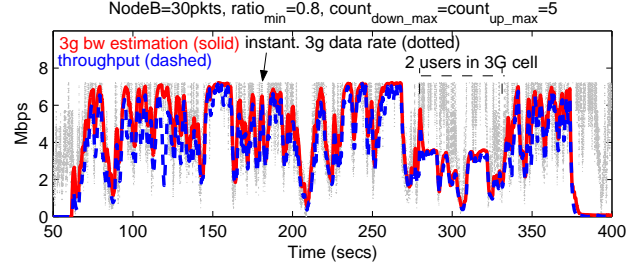 NodeB=30pkts, ratio_min=0.8, count_down_max=count_up_max=5
3g bw estimation (solid) instant. 3g data rate (dotted)
throughput (dashed)
2 users in 3G cell
Mbps
8
6
4
2
0
50 100 150 200 250 300 350 400
Time (secs)